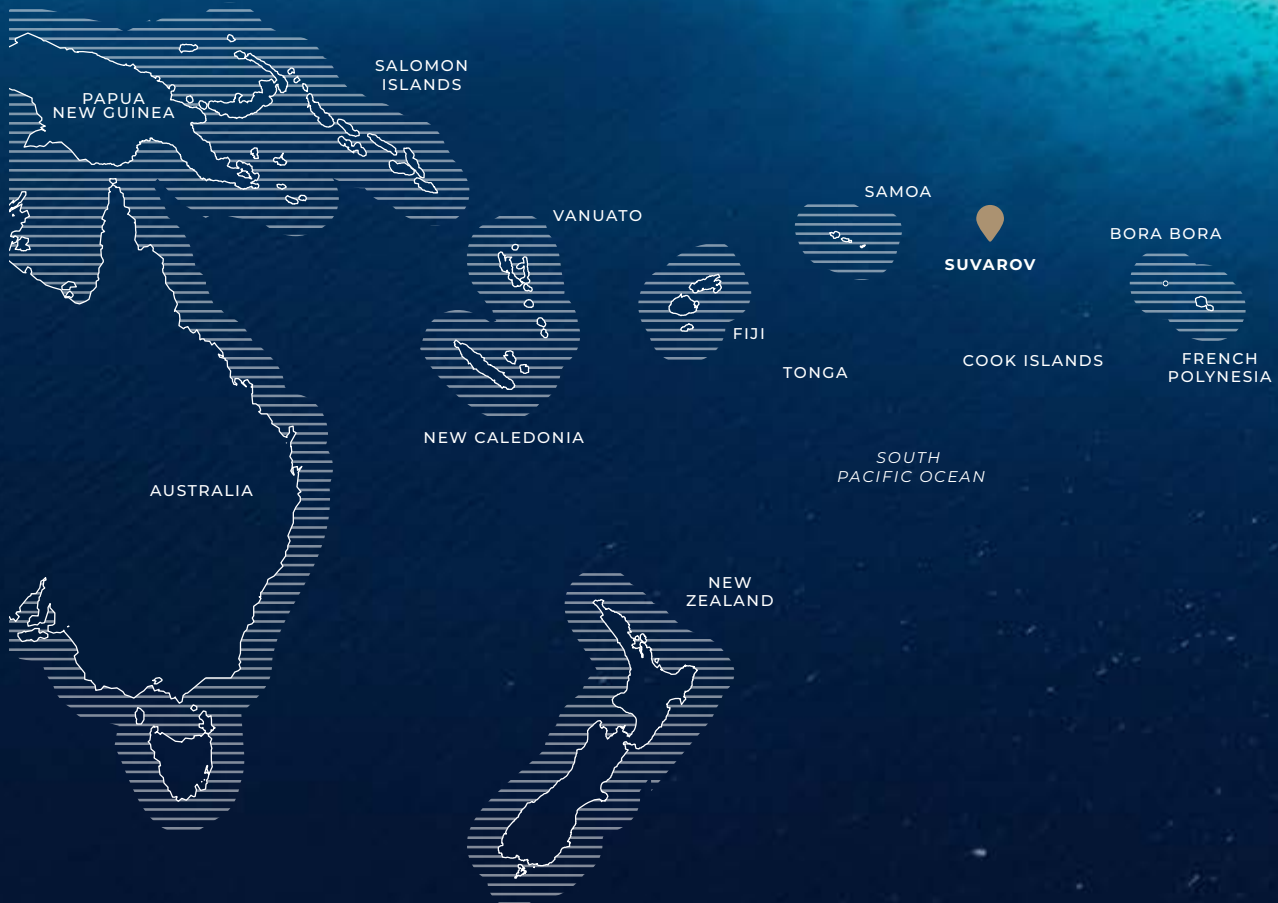 SALOMON
ISLANDS
PAPUA
NEW GUINEA
SAMOA
VANUATO
BORA BORA
SUVAROV
FIJI
COOK ISLANDS
FRENCH
POLYNESIA
TONGA
NEW CALEDONIA
SOUTH
PACIFIC OCEAN
AUSTRALIA
NEW
ZEALAND